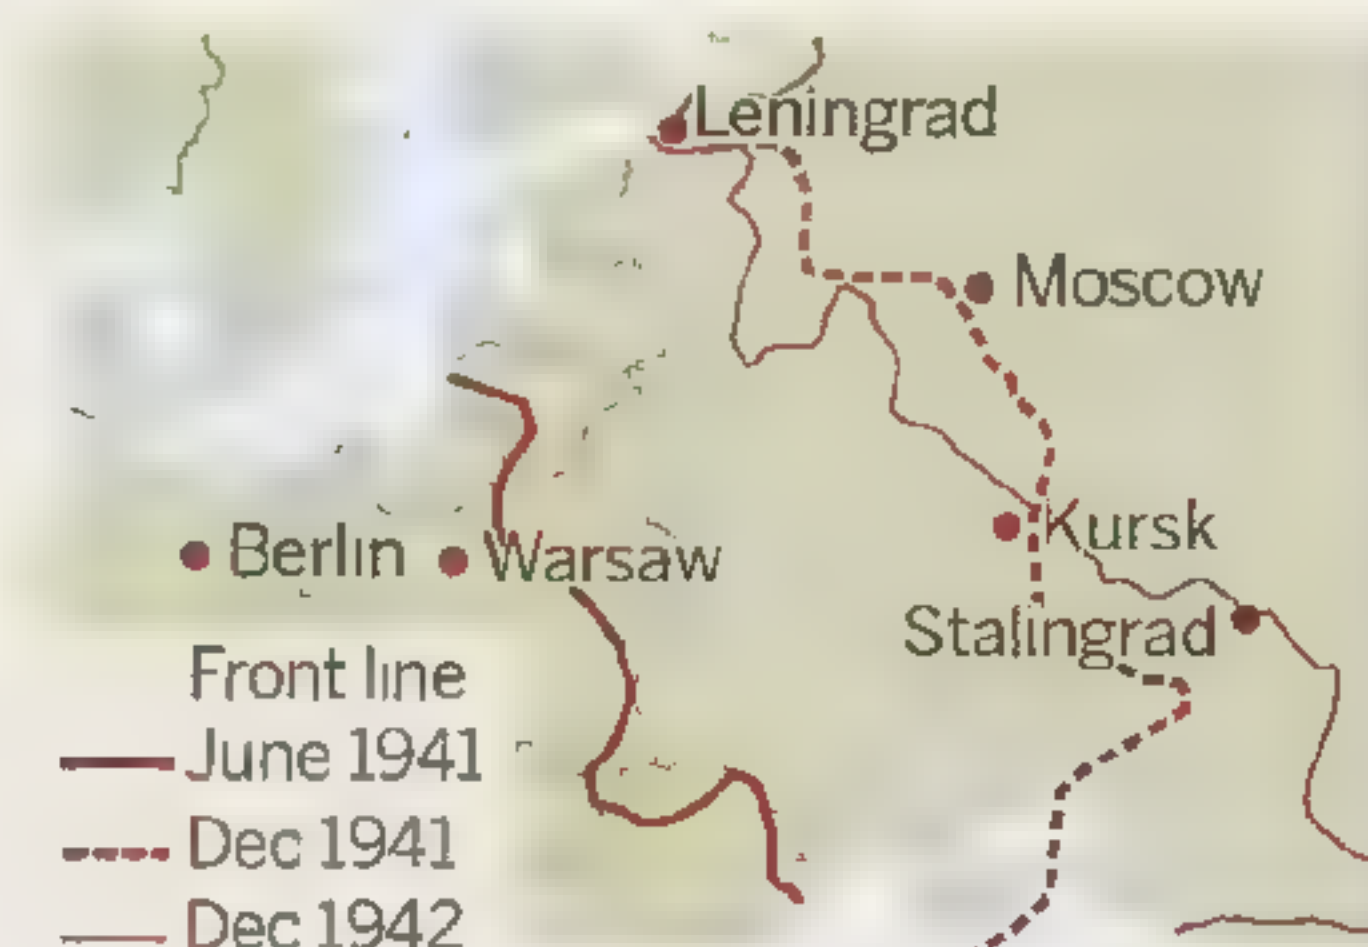 Leningrad
Moscow
Kursk
Berlin
Warsaw
Stalingrad
Front line
June 1941
Dec 1941
Dec 1942